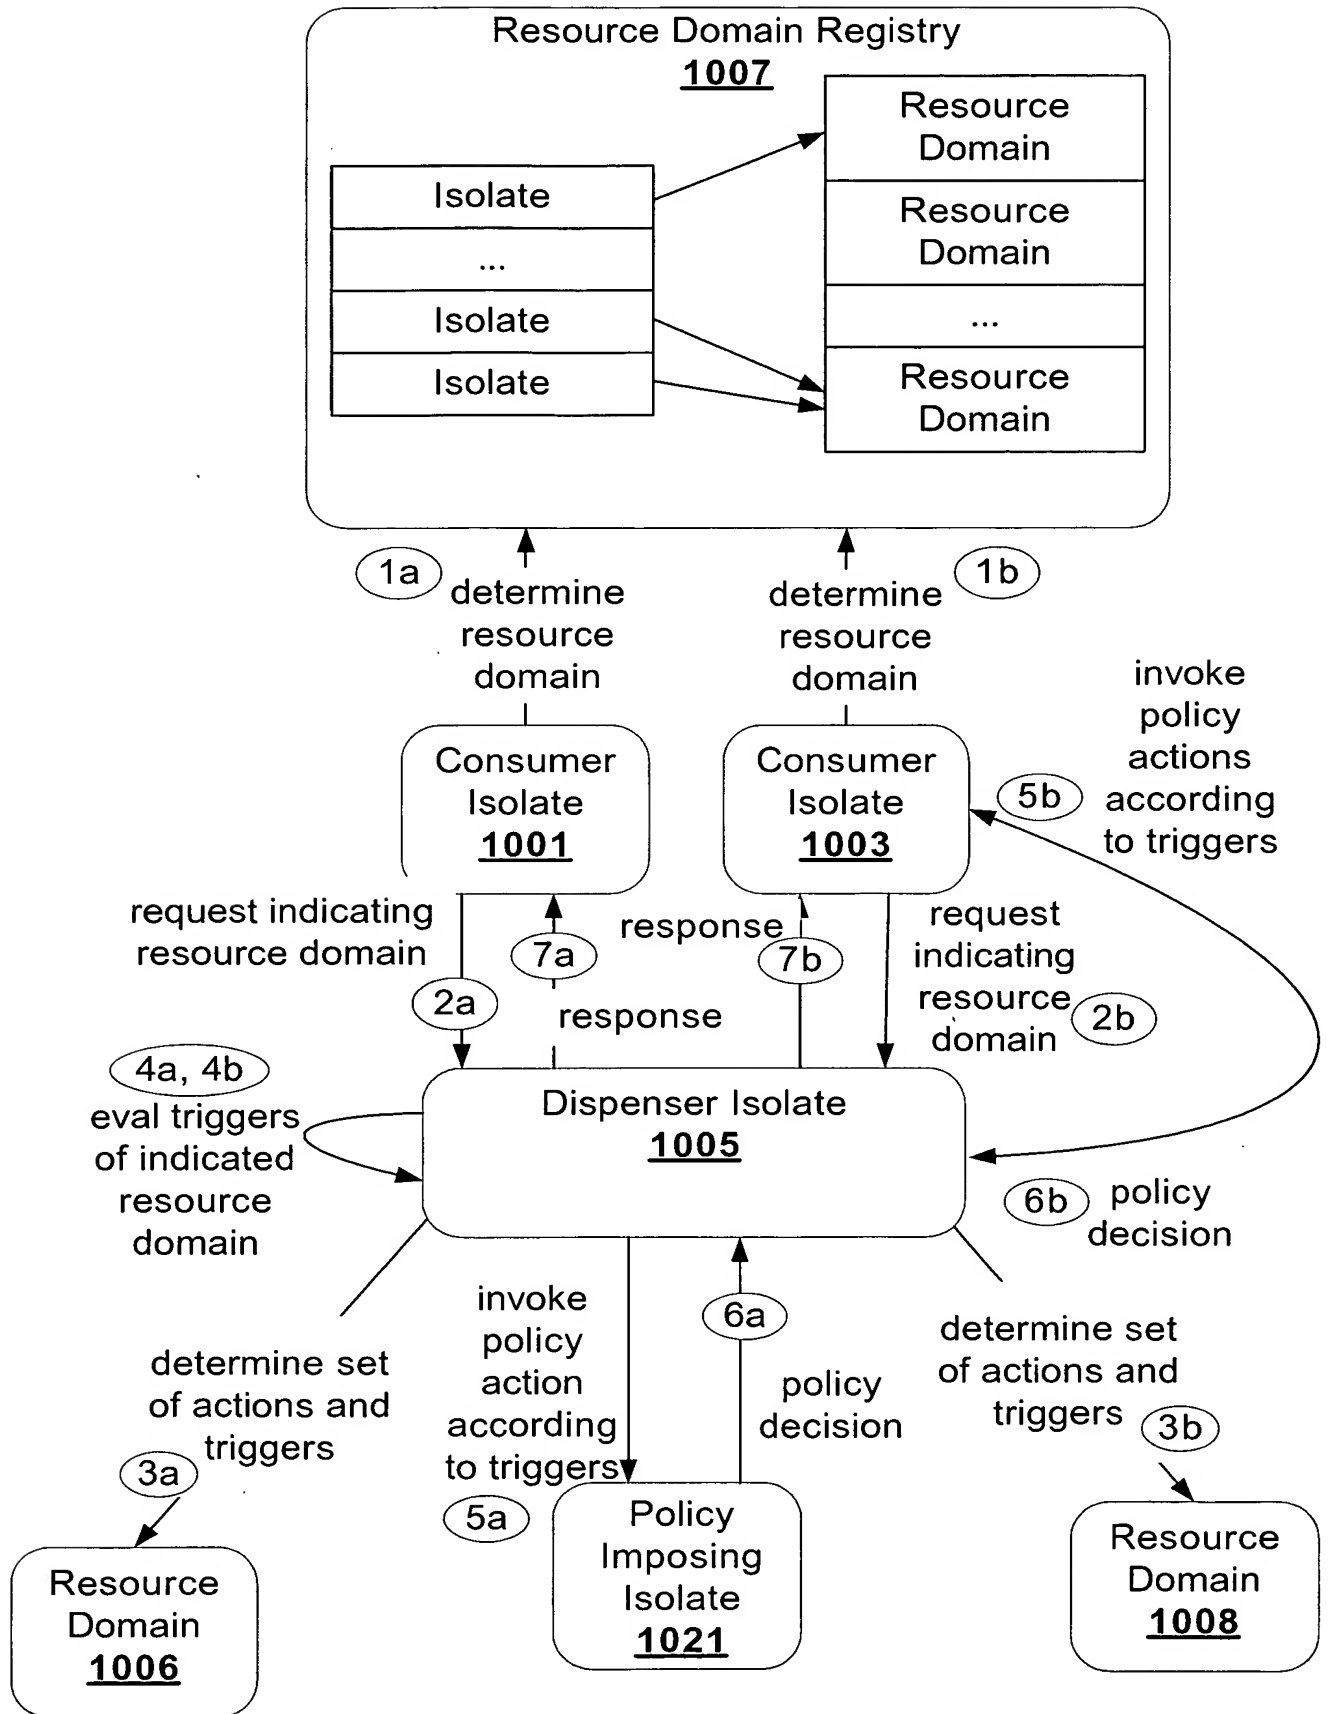 Resource Domain Registry
1007
Isolate
...
Isolate
Isolate
Resource
Domain
Resource
Domain
...
Resource
Domain
1a
determine
resource
domain
determine
resource
domain
1b
Consumer
Isolate
1001
Consumer
Isolate
1003
5b
invoke
policy
actions
according
to triggers
request indicating
resource domain
2a
7a
response
response
7b
request
indicating
resource
domain
2b
4a, 4b
eval triggers
of indicated
resource
domain
Dispenser Isolate
1005
6b
policy
decision
determine set
of actions and
triggers
3a
invoke
policy
action
according
to triggers
5a
6a
policy
decision
determine set
of actions and
triggers
3b
Resource
Domain
1006
Policy
Imposing
Isolate
1021
Resource
Domain
1008